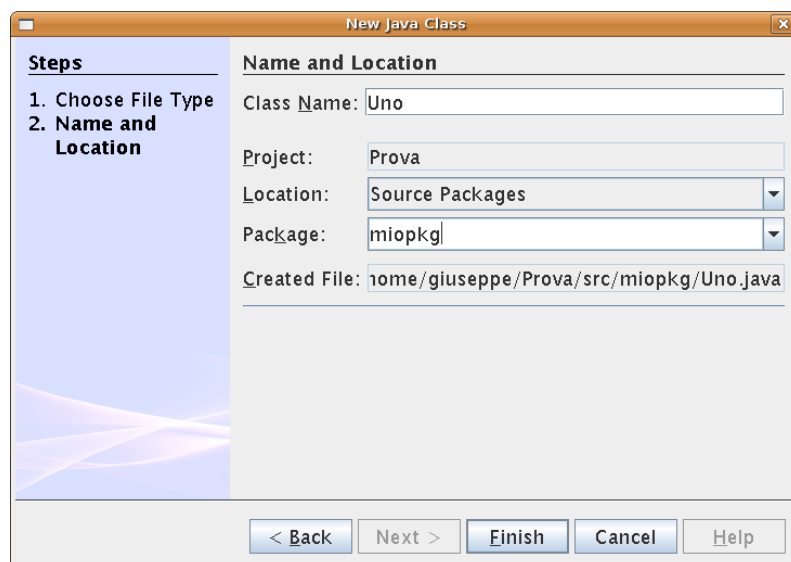 New Java Class
Steps
1. Choose File Type
2. Name and
Location
Name and Location
Class Name: Uno
Project: Prova
Location: Source Packages
Package: miopkg
Created File: home/giuseppe/Prova/src/miopkg/Uno.java
< Back Next > Finish Cancel Help